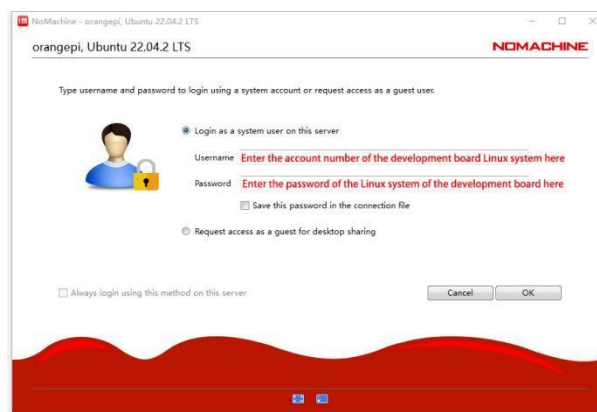 NoMachine - orangepi, Ubuntu 22.04.2 LTS
orangepi, Ubuntu 22.04.2 LTS
NOMACHINE
Type username and password to login using a system account or request access as a guest user.
Login as a system user on this server
Username Enter the account number of the development board Linux system here
Password Enter the password of the Linux system of the development board here
Save this password in the connection file
Request access as a guest for desktop sharing
Always login using this method on this server
Cancel OK